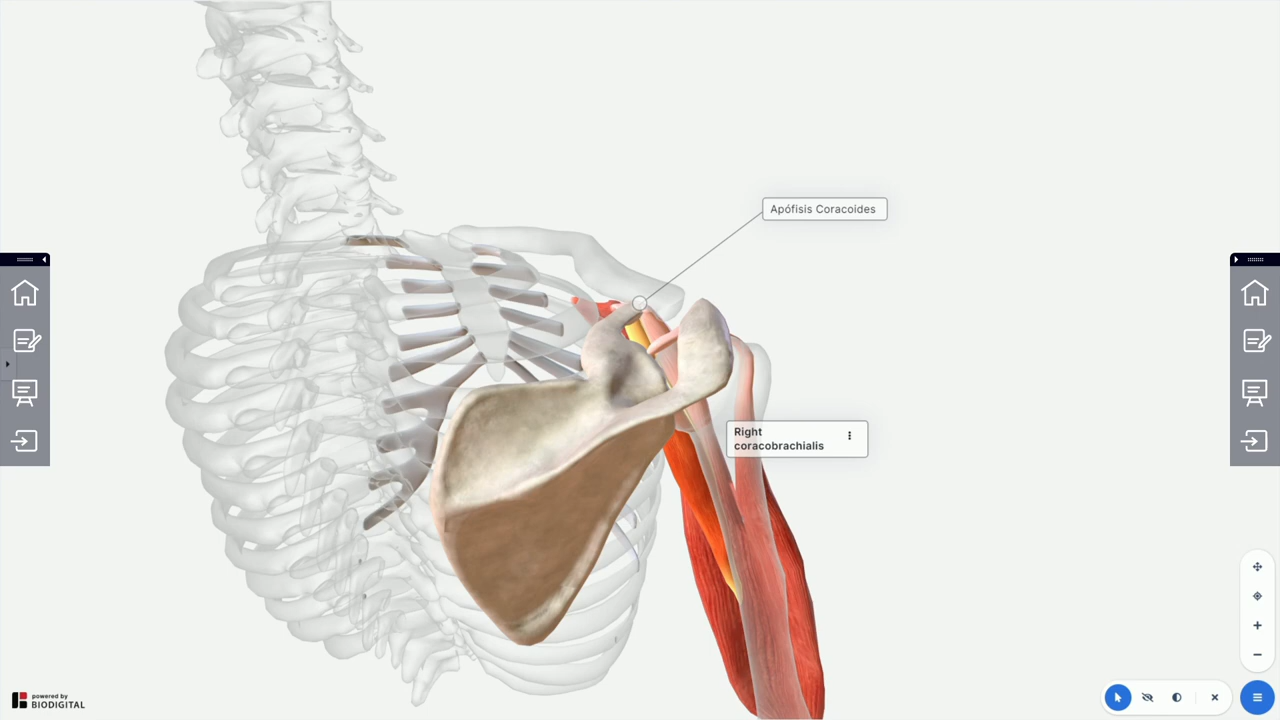 Apófisis Coracoides
Right
coracobrachialis
powered by
BIODIGITAL